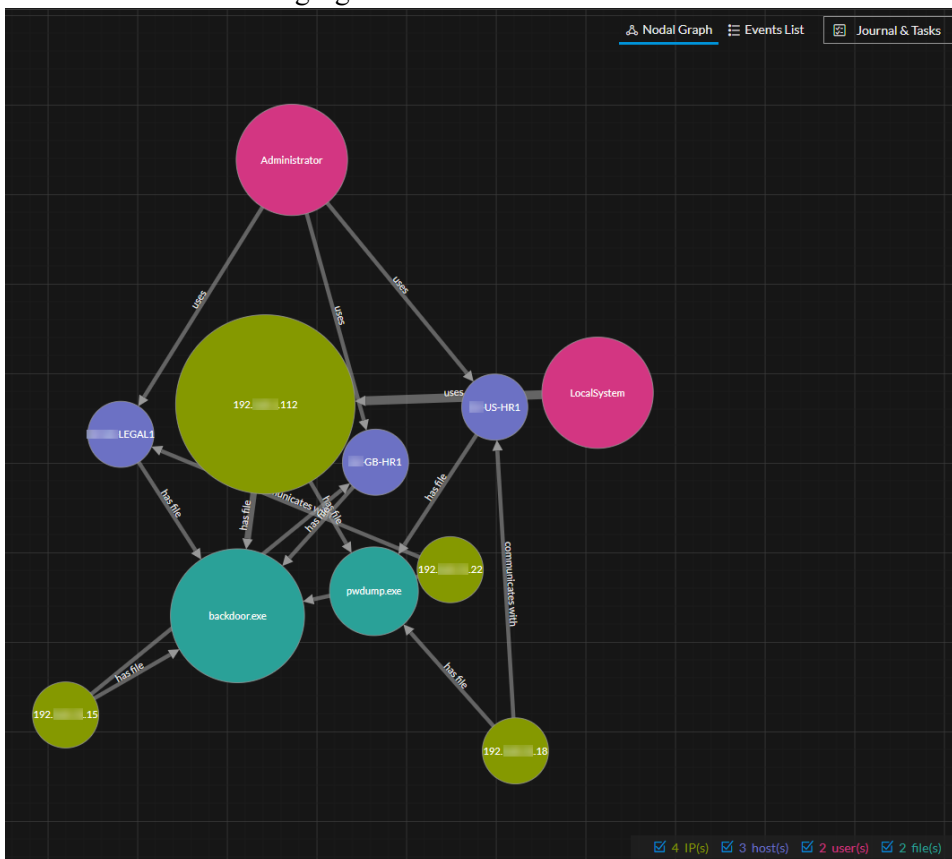 Nodal Graph Events List Journal & Tasks
Administrator
uses
uses
uses
192. .112
uses
US-HR1
LocalSystem
LEGAL1
GB-HR1
has file
has file
has file
has file
has file
communicates with
192. .22
pwdump.exe
backdoor.exe
has file
has file
192. .15
192. .18
4 IP(s) 3 host(s) 2 user(s) 2 file(s)